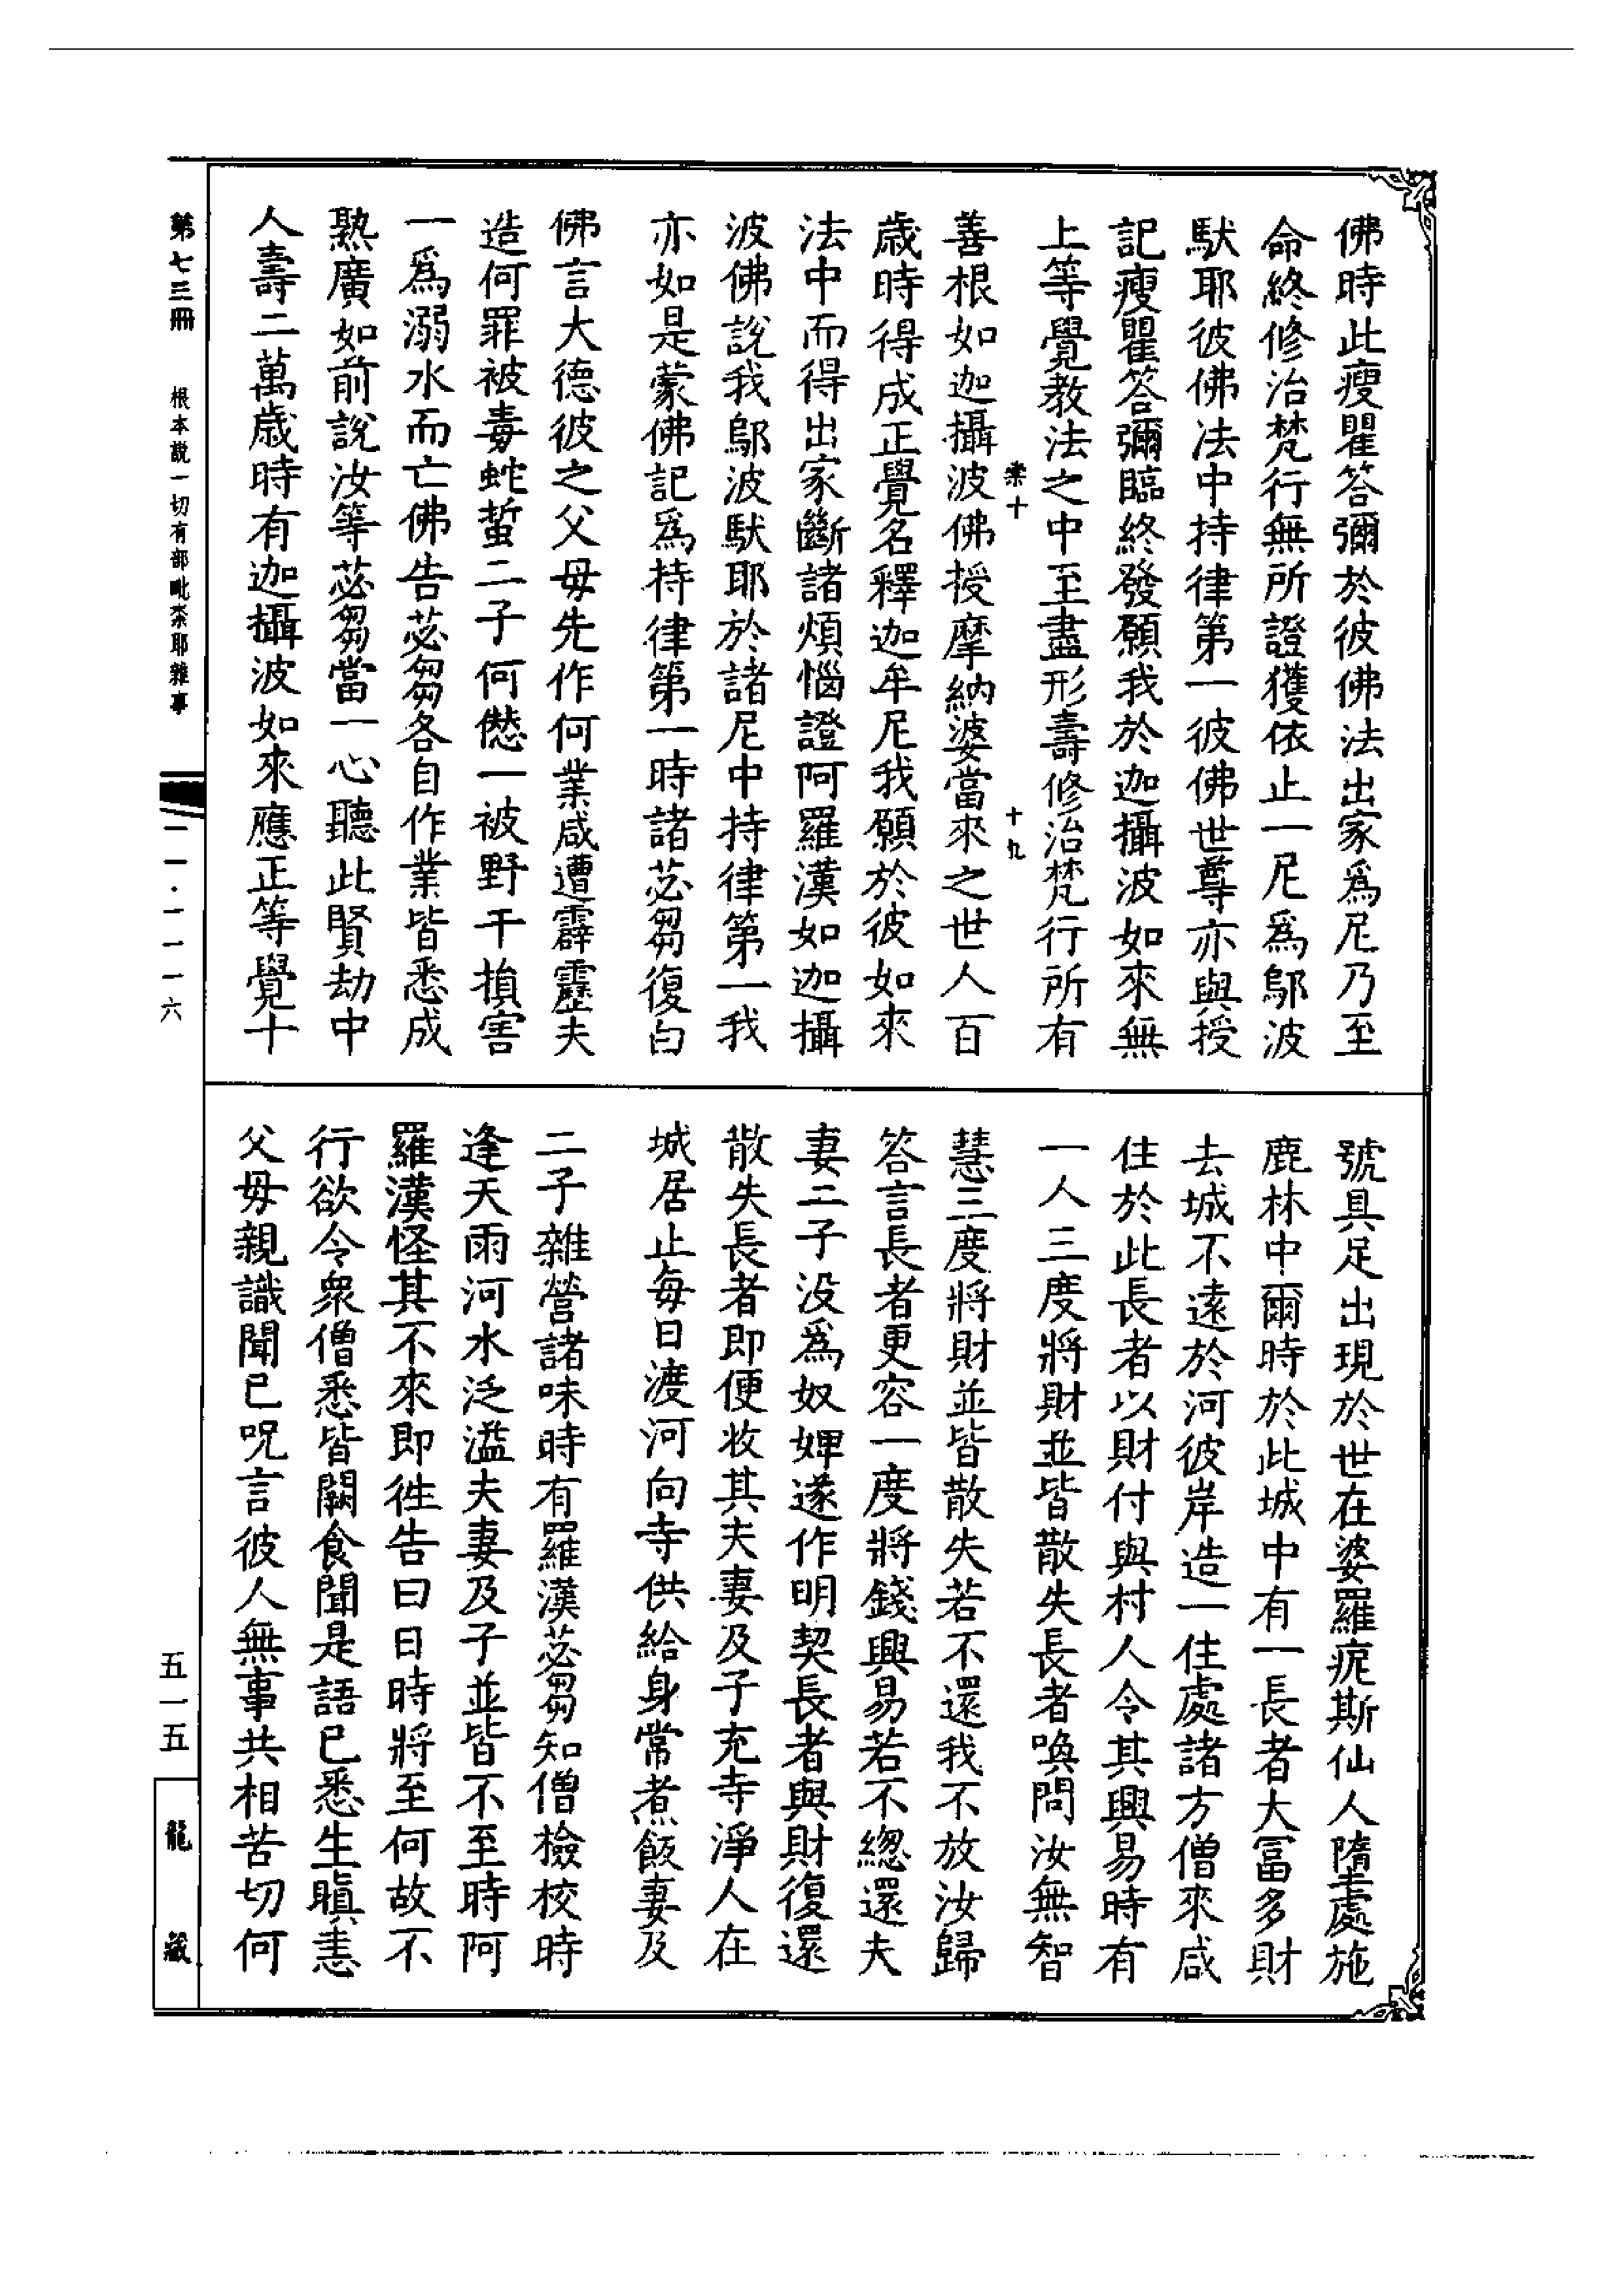 佛時此瘦瞿答彌於彼佛法出家爲尼乃至
命終修治梵行無所證獲依止一尼爲鄔波
馱耶彼佛法中持律第一彼佛世尊亦與授
記瘦瞿答彌臨終發願我於迦攝波如來無
上等覺教法之中至盡形壽修治梵行所有
業十
十九
善根如迦攝波佛授摩納婆當來之世人百
歲時得成正覺名釋迦牟尼我願於彼如來
法中而得出家斷諸煩惱證阿羅漢如迦攝
波佛說我鄔波馱耶於諸尼中持律第一我
亦如是蒙佛記爲持律第一時諸苾芻復白
佛言大德彼之父母先作何業咸遭霹靂夫
造何罪被毒蛇蜇二子何愆一被野干損害
一爲溺水而亡佛告苾芻各自作業皆悉成
熟廣如前說汝等苾芻當一心聽此賢劫中
人壽二萬歲時有迦攝波如來應正等覺十
號具足出現於世在婆羅痆斯仙人墮處施
鹿林中爾時於此城中有一長者大富多財
去城不遠於河彼岸造一住處諸方僧來咸
住於此長者以財付與村人令其興易時有
一人三度將財並皆散失長者喚問汝無智
慧三度將財並皆散失若不還我不放汝歸
答言長者更容一度將錢興易若不總還夫
妻二子没爲奴婢遂作明契長者與財復還
散失長者即便收其夫妻及子充寺淨人在
城居止每日渡河向寺供給身常煮飯妻及
二子雜營諸味時有羅漢苾芻知僧檢校時
逢天雨河水泛溢夫妻及子並皆不至時阿
羅漢怪其不來即徃告曰日時將至何故不
行欲令衆僧悉皆闕食聞是語已悉生瞋恚
父母親識聞已呪言彼人無事共相苦切何
第七三冊 根本說一切有部毗柰耶雜事
一一·一一一六
五一五
龍藏